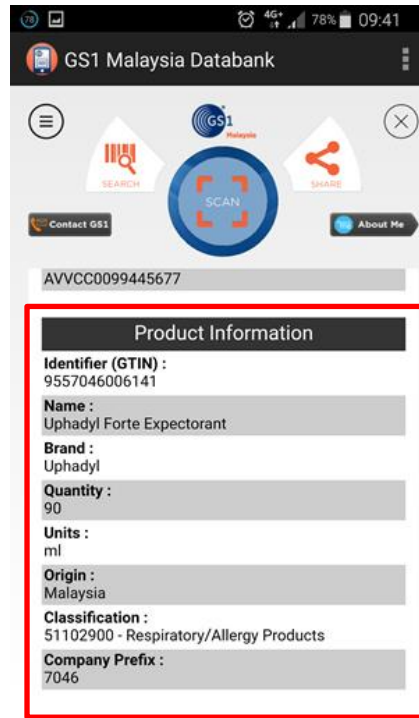 78
4G+
78%
09:41
GS1 Malaysia Databank
GS1
Malaysia
SEARCH
SCAN
SHARE
Contact GS1
About Me
AVVCC0099445677
Product Information
Identifier (GTIN) :
9557046006141
Name :
Uphadyl Forte Expectorant
Brand :
Uphadyl
Quantity :
90
Units :
ml
Origin :
Malaysia
Classification :
51102900 - Respiratory/Allergy Products
Company Prefix :
7046